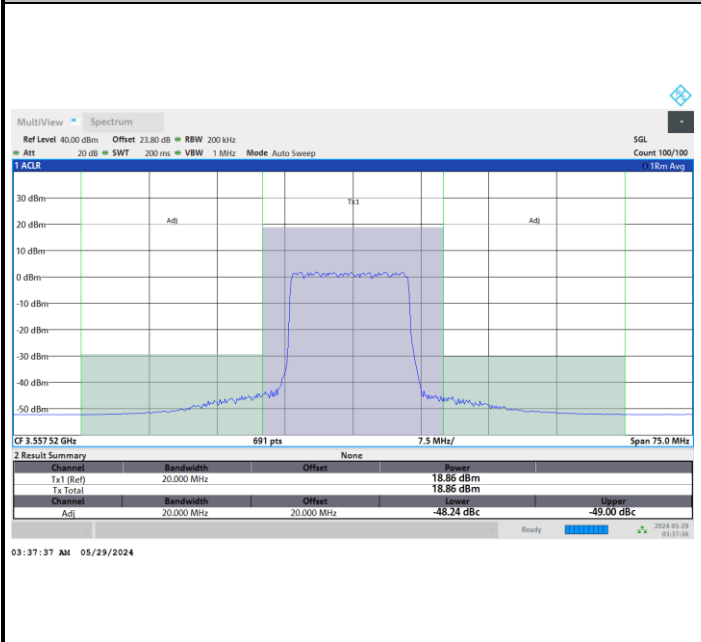 MultiView Spectrum
Ref Level 40.00 dBm Offset 23.80 dB RBW 200 kHz SGL
Att 20 dB SWT 200 ms VBW 1 MHz Mode Auto Sweep Count 100/100
1 ACLR 1Rm Avg
30 dBm
Tx1
20 dBm
Adj Adj
10 dBm
0 dBm
-10 dBm
-20 dBm
-30 dBm
-40 dBm
-50 dBm
CF 3.557 52 GHz 691 pts 7.5 MHz/ Span 75.0 MHz
2 Result Summary None
Channel Bandwidth Offset Power
Tx1 (Ref) 20.000 MHz 18.86 dBm
Tx Total 18.86 dBm
Channel Bandwidth Offset Lower Upper
Adj 20.000 MHz 20.000 MHz -48.24 dBc -49.00 dBc
Ready 2024-05-29
03:37:36
03:37:37 AM 05/29/2024